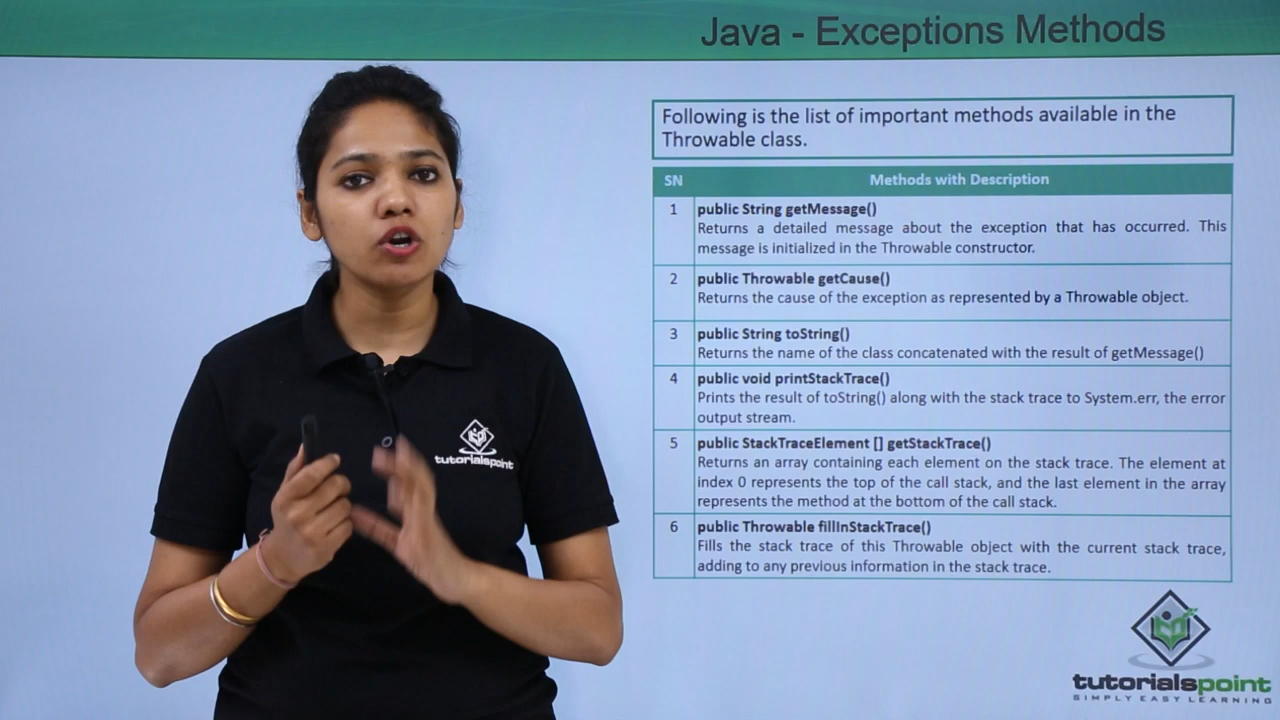 Java - Exceptions Methods
Following is the list of important methods available in the
Throwable class.
SN Methods with Description
1 public String getMessage()
Returns a detailed message about the exception that has occurred. This
message is initialized in the Throwable constructor.
2 public Throwable getCause()
Returns the cause of the exception as represented by a Throwable object.
3 public String toString()
Returns the name of the class concatenated with the result of getMessage()
4 public void printStackTrace()
Prints the result of toString() along with the stack trace to System.err, the error
output stream.
5 public StackTraceElement [] getStackTrace()
Returns an array containing each element on the stack trace. The element at
index 0 represents the top of the call stack, and the last element in the array
represents the method at the bottom of the call stack.
6 public Throwable fillInStackTrace()
Fills the stack trace of this Throwable object with the current stack trace,
adding to any previous information in the stack trace.
tutorialspoint
tutorialspoint
SIMPLY EASY LEARNING